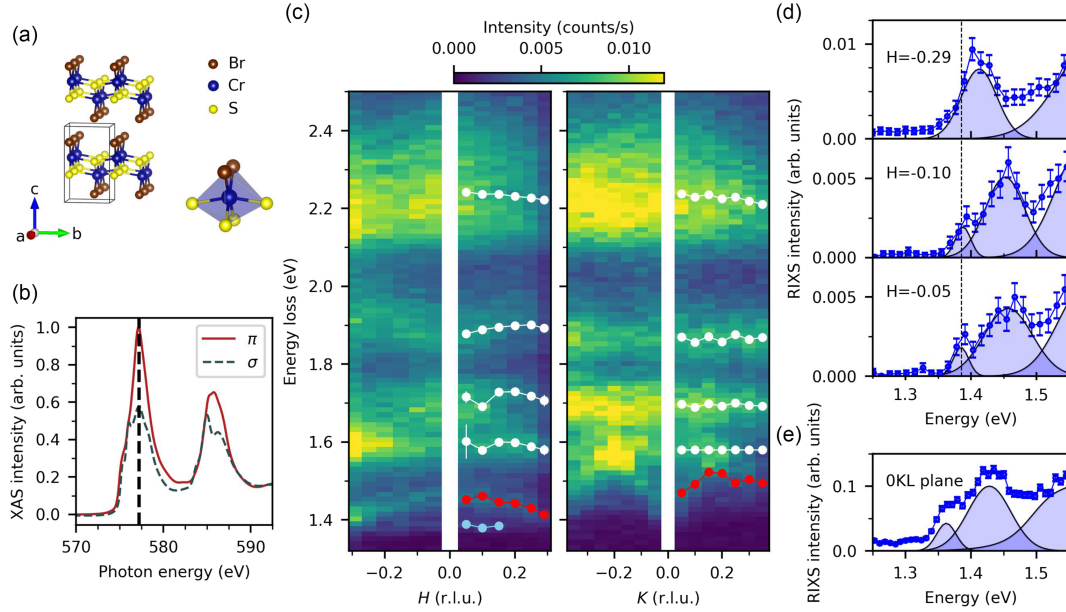 (a)
Br
Cr
S
c
a
b
(b)
XAS intensity (arb. units)
1.0
0.8
0.6
0.4
0.2
0.0
π
σ
570
580
590
Photon energy (eV)
(c)
Intensity (counts/s)
0.000
0.005
0.010
Energy loss (eV)
2.4
2.2
2.0
1.8
1.6
1.4
−0.2
0.0
0.2
H (r.l.u.)
−0.2
0.0
0.2
K (r.l.u.)
(d)
RIXS intensity (arb. units)
0.01
H=-0.29
0.00
0.005
H=-0.10
0.000
0.005
H=-0.05
0.000
1.3
1.4
1.5
Energy (eV)
(e)
RIXS intensity (arb. units)
0.1
0KL plane
0.0
1.3
1.4
1.5
Energy (eV)